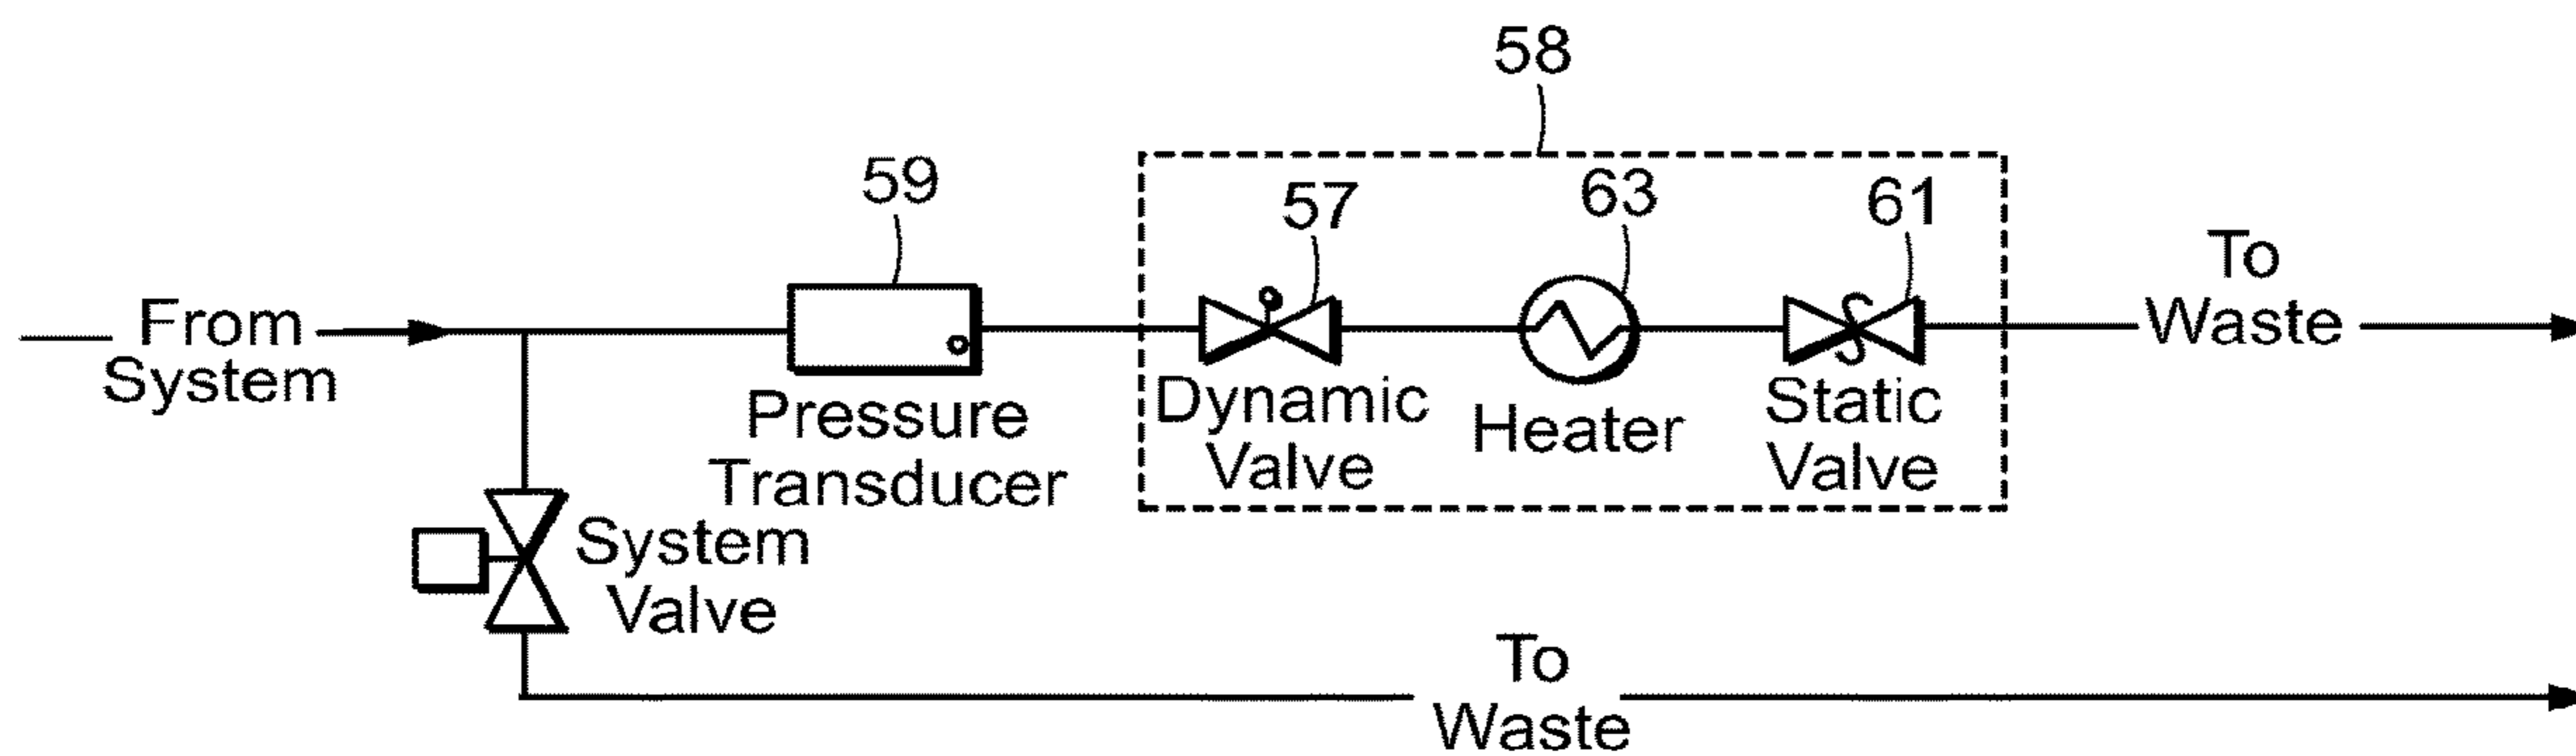 58
59
57
63
61
From
System
To
Waste
Pressure
Transducer
Dynamic
Valve
Heater
Static
Valve
System
Valve
To
Waste